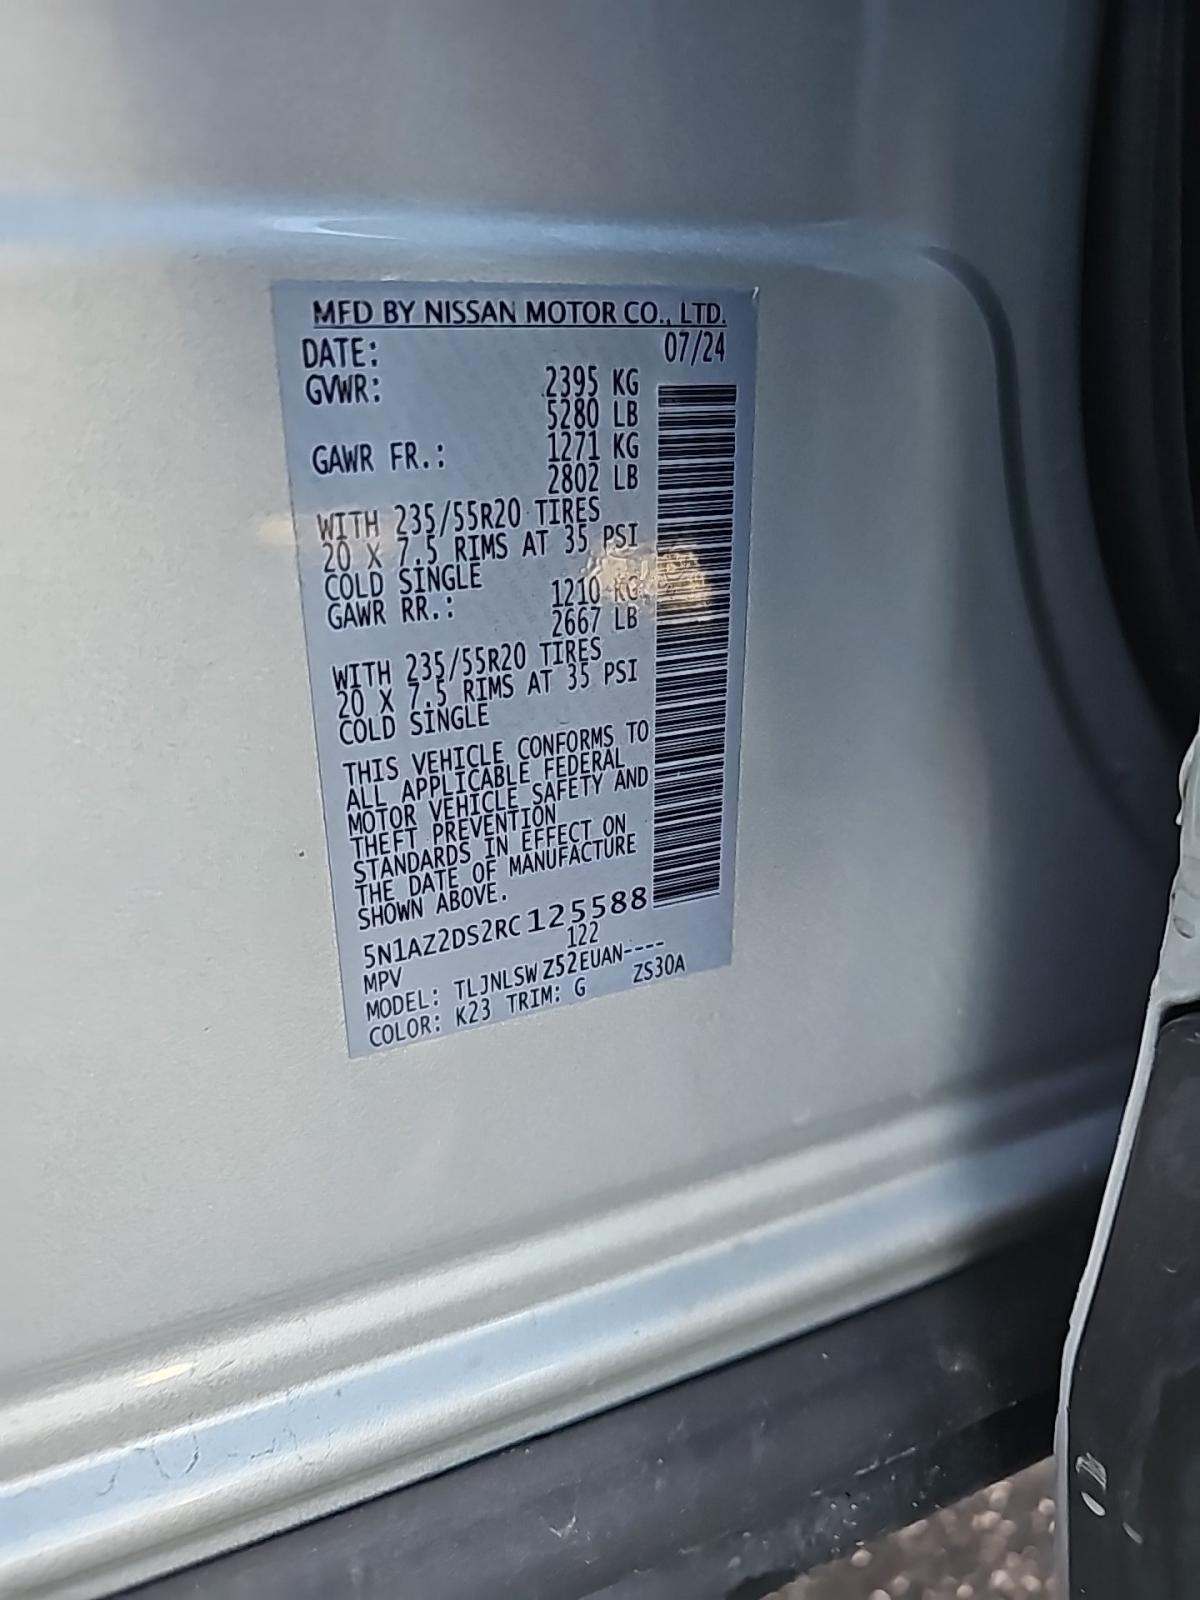 MFD BY NISSAN MOTOR CO., LTD.
DATE: 07/24
GVWR: 2395 KG
5280 LB
GAWR FR.: 1271 KG
2802 LB
WITH 235/55R20 TIRES
20 X 7.5 RIMS AT 35 PSI
COLD SINGLE
GAWR RR.: 1210 KG
2667 LB
WITH 235/55R20 TIRES
20 X 7.5 RIMS AT 35 PSI
COLD SINGLE
THIS VEHICLE CONFORMS TO
ALL APPLICABLE FEDERAL
MOTOR VEHICLE SAFETY AND
THEFT PREVENTION
STANDARDS IN EFFECT ON
THE DATE OF MANUFACTURE
SHOWN ABOVE.
5N1AZ2DS2RC125588
MPV 122
MODEL: TLJNLSWZ52EUAN----
COLOR: K23 TRIM: G ZS30A